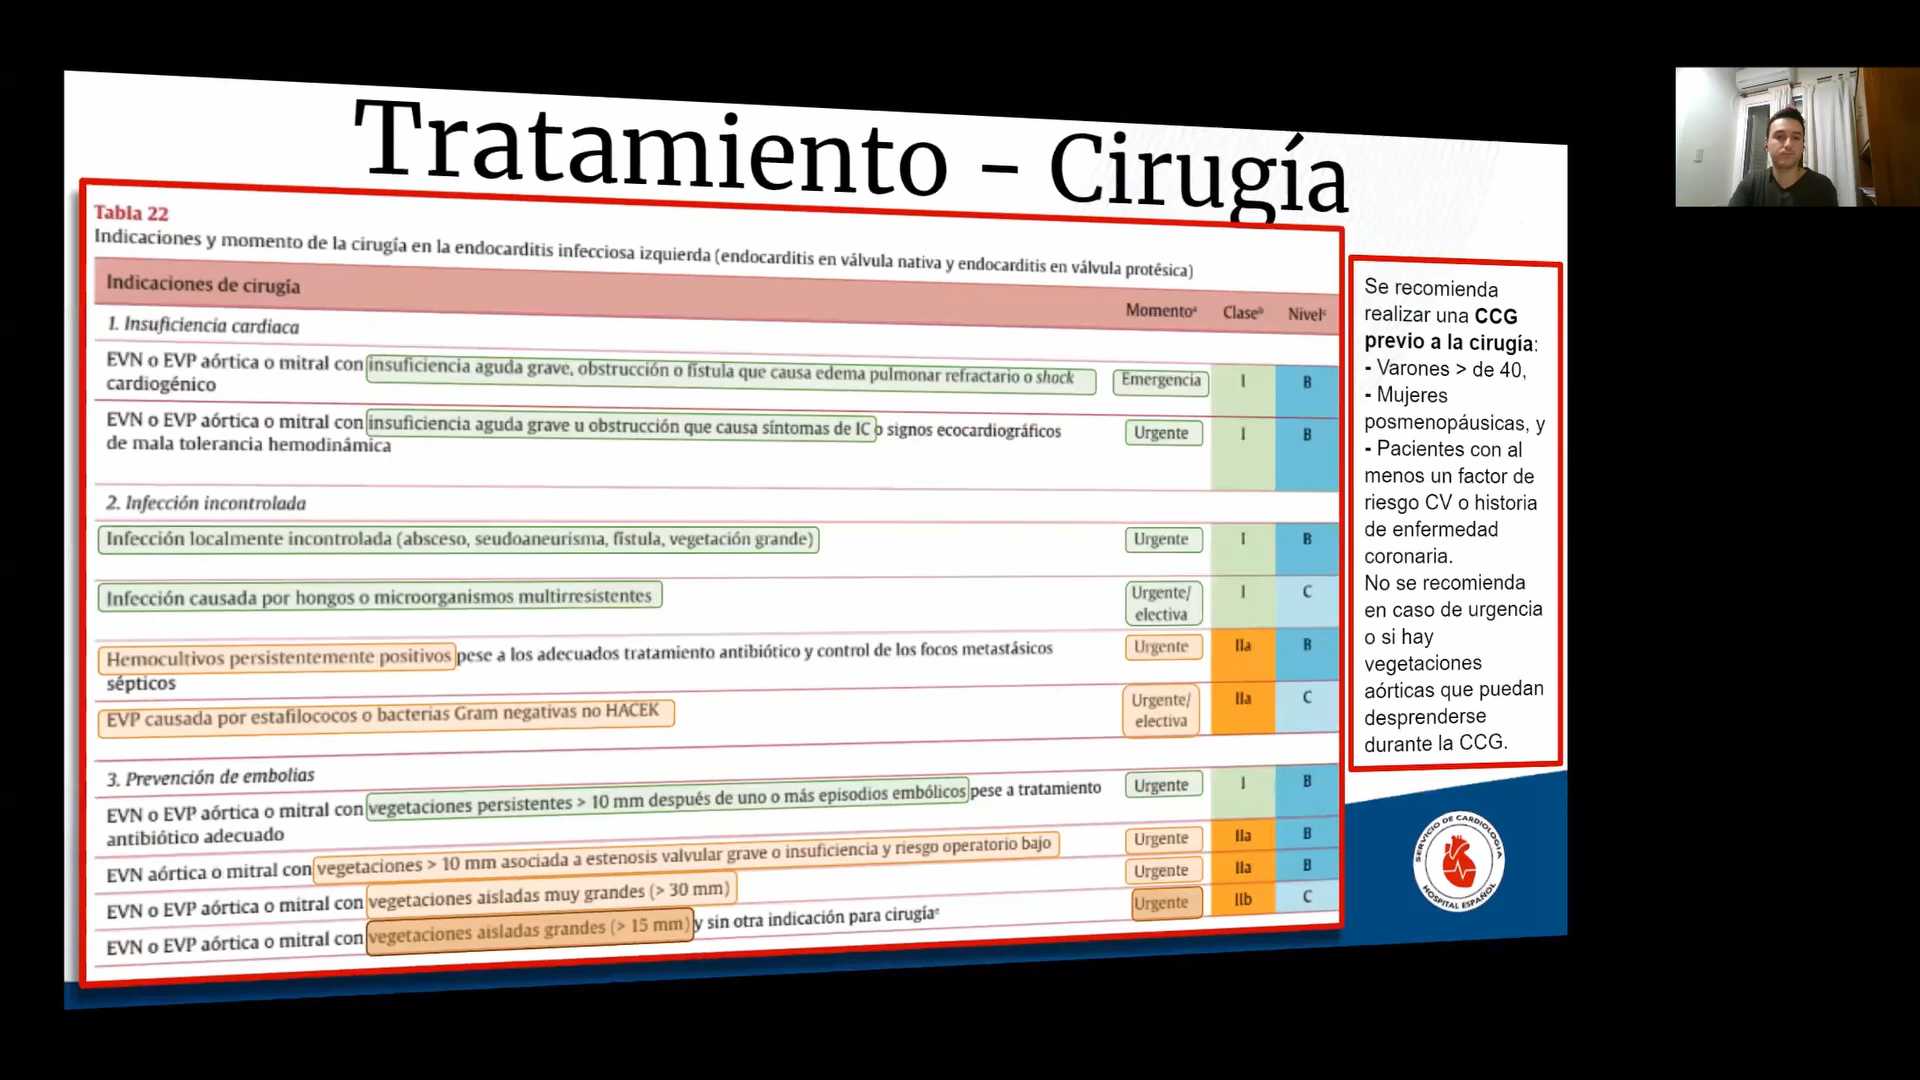 Tratamiento - Cirugía
Tabla 22
Indicaciones y momento de la cirugía en la endocarditis infecciosa izquierda (endocarditis en válvula nativa y endocarditis en válvula protésica)
Indicaciones de cirugía Momentoᵃ Claseᵇ Nivelᶜ
1. Insuficiencia cardiaca
EVN o EVP aórtica o mitral con insuficiencia aguda grave, obstrucción o fístula que causa edema pulmonar refractario o shock Emergencia I B
cardiogénico
EVN o EVP aórtica o mitral con insuficiencia aguda grave u obstrucción que causa síntomas de IC o signos ecocardiográficos Urgente I B
de mala tolerancia hemodinámica
2. Infección incontrolada
Infección localmente incontrolada (absceso, seudoaneurisma, fístula, vegetación grande) Urgente I B
Infección causada por hongos o microorganismos multirresistentes Urgente/ I C
electiva
Hemocultivos persistentemente positivos pese a los adecuados tratamiento antibiótico y control de los focos metastásicos Urgente IIa B
sépticos
EVP causada por estafilococos o bacterias Gram negativas no HACEK Urgente/ IIa C
electiva
3. Prevención de embolias
EVN o EVP aórtica o mitral con vegetaciones persistentes > 10 mm después de uno o más episodios embólicos pese a tratamiento Urgente I B
antibiótico adecuado
EVN aórtica o mitral con vegetaciones > 10 mm asociada a estenosis valvular grave o insuficiencia y riesgo operatorio bajo Urgente IIa B
EVN o EVP aórtica o mitral con vegetaciones aisladas muy grandes (> 30 mm) Urgente IIa B
EVN o EVP aórtica o mitral con vegetaciones aisladas grandes (> 15 mm) y sin otra indicación para cirugíaᵉ Urgente IIb C
Se recomienda
realizar una CCG
previo a la cirugía:
- Varones > de 40,
- Mujeres
posmenopáusicas, y
- Pacientes con al
menos un factor de
riesgo CV o historia
de enfermedad
coronaria.
No se recomienda
en caso de urgencia
o si hay
vegetaciones
aórticas que puedan
desprenderse
durante la CCG.
SERVICIO DE CARDIOLOGIA
HOSPITAL ESPAÑOL